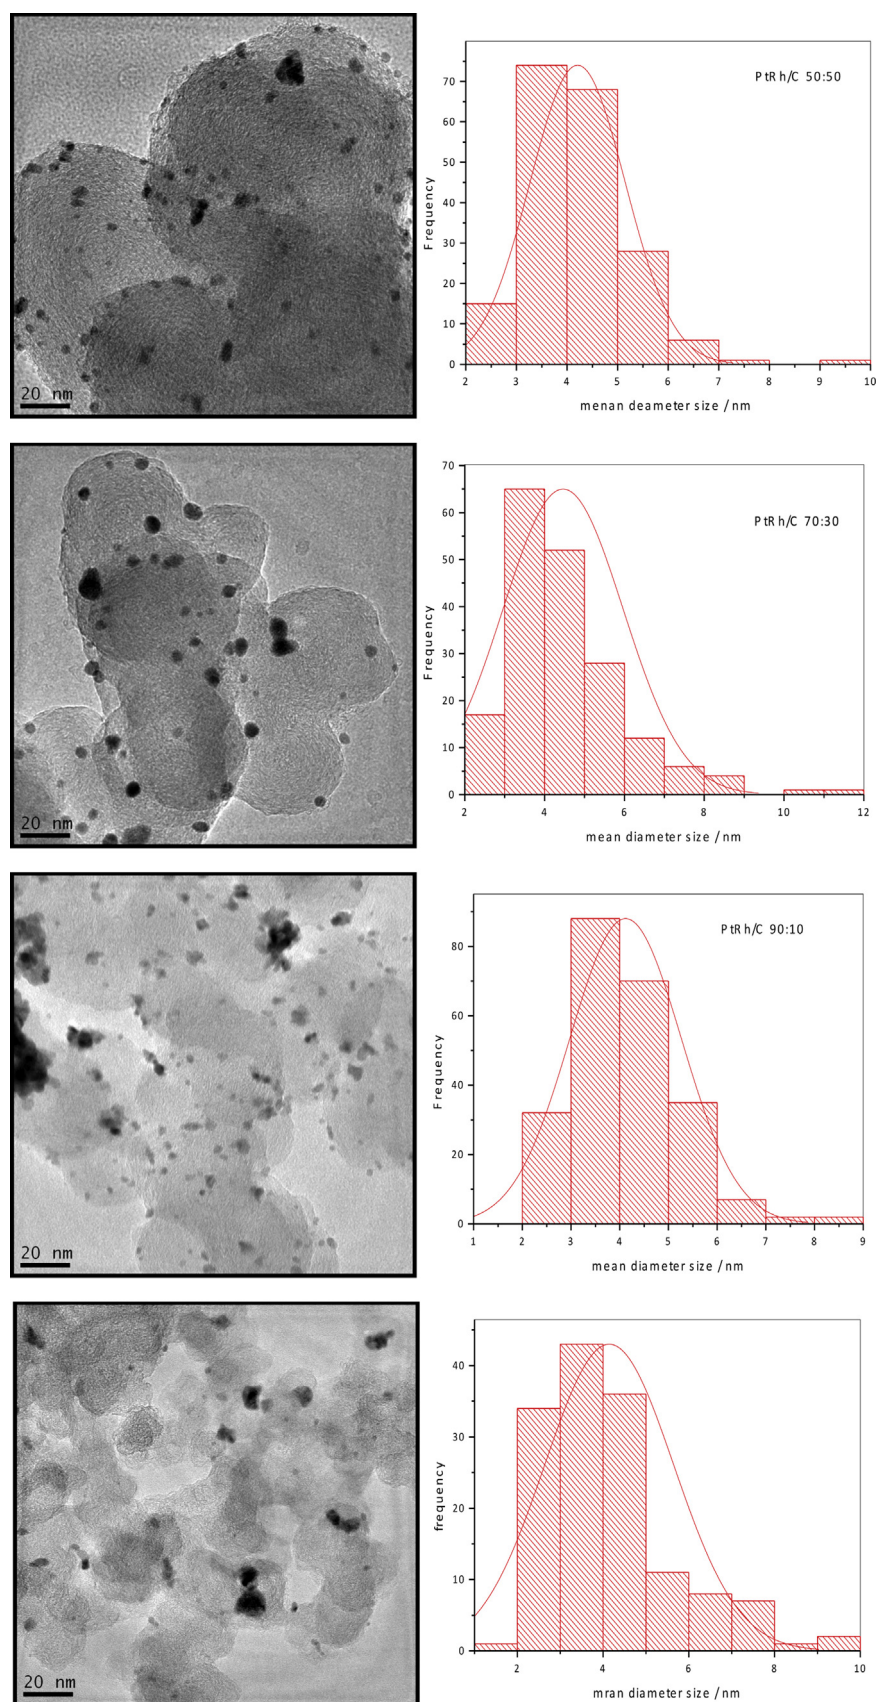 20 nm
PtRh/C 50:50
Frequency
70
60
50
40
30
20
10
0
2 3 4 5 6 7 8 9 10
menan deameter size / nm
20 nm
PtRh/C 70:30
Frequency
70
60
50
40
30
20
10
0
2 4 6 8 10 12
mean diameter size / nm
20 nm
PtRh/C 90:10
Frequency
80
60
40
20
0
1 2 3 4 5 6 7 8 9
mean diameter size / nm
20 nm
frequency
40
30
20
10
0
2 4 6 8 10
mran diameter size / nm